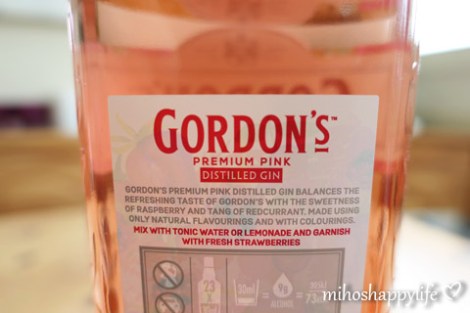 GORDON'S™
PREMIUM PINK
DISTILLED GIN
GORDON'S PREMIUM PINK DISTILLED GIN BALANCES THE
REFRESHING TASTE OF GORDON'S WITH THE SWEETNESS
OF RASPBERRY AND TANG OF REDCURRANT. MADE USING
ONLY NATURAL FLAVOURINGS AND WITH COLOURINGS.
MIX WITH TONIC WATER OR LEMONADE AND GARNISH
WITH FRESH STRAWBERRIES
23
mihoshappylife